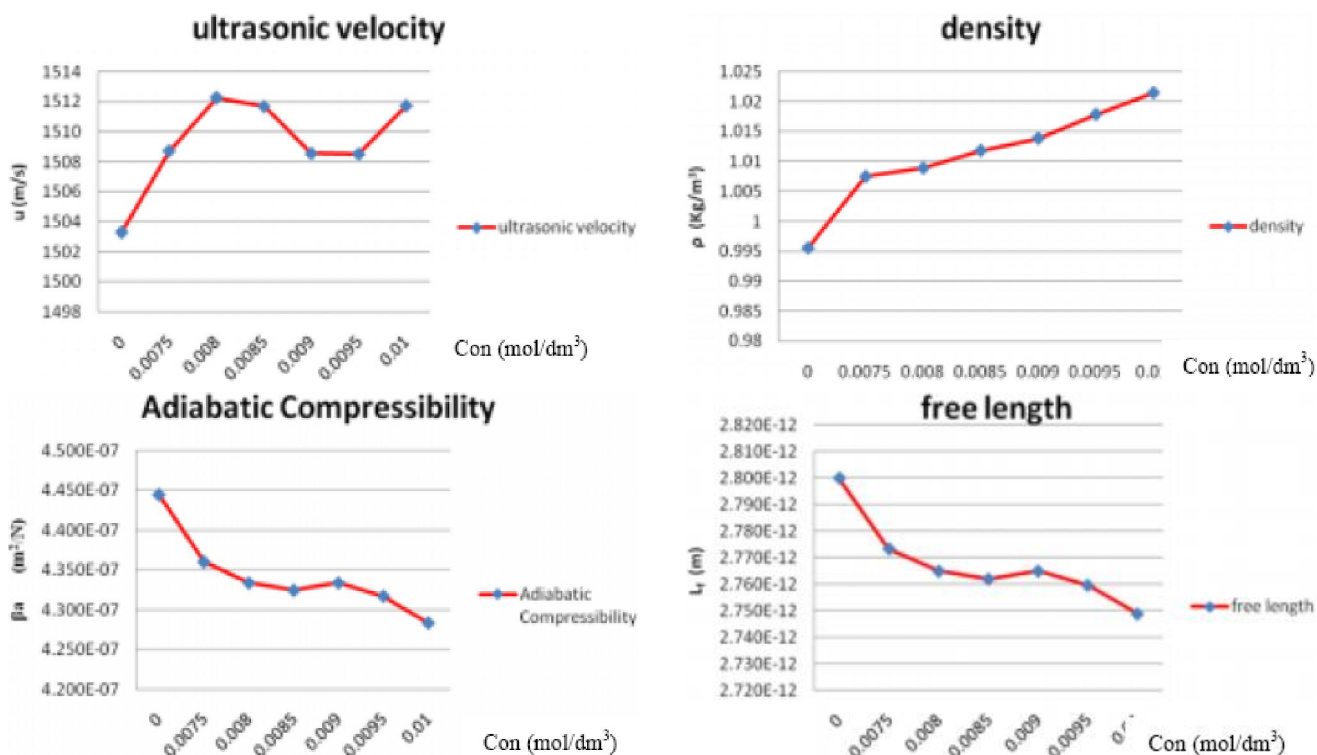 ultrasonic velocity
u (m/s)
1514
1512
1510
1508
1506
1504
1502
1500
1498
0
0.0075
0.008
0.0085
0.009
0.0095
0.01
Con (mol/dm³)
ultrasonic velocity
density
ρ (Kg/m³)
1.025
1.02
1.015
1.01
1.005
1
0.995
0.99
0.985
0.98
0
0.0075
0.008
0.0085
0.009
0.0095
Con (mol/dm³)
density
Adiabatic Compressibility
βa (m²/N)
4.500E-07
4.450E-07
4.400E-07
4.350E-07
4.300E-07
4.250E-07
4.200E-07
0
0.0075
0.008
0.0085
0.009
0.0095
0.01
Con (mol/dm³)
Adiabatic
Compressibility
free length
Lf (m)
2.820E-12
2.810E-12
2.800E-12
2.790E-12
2.780E-12
2.770E-12
2.760E-12
2.750E-12
2.740E-12
2.730E-12
2.720E-12
0
0.0075
0.008
0.0085
0.009
0.0095
Con (mol/dm³)
free length